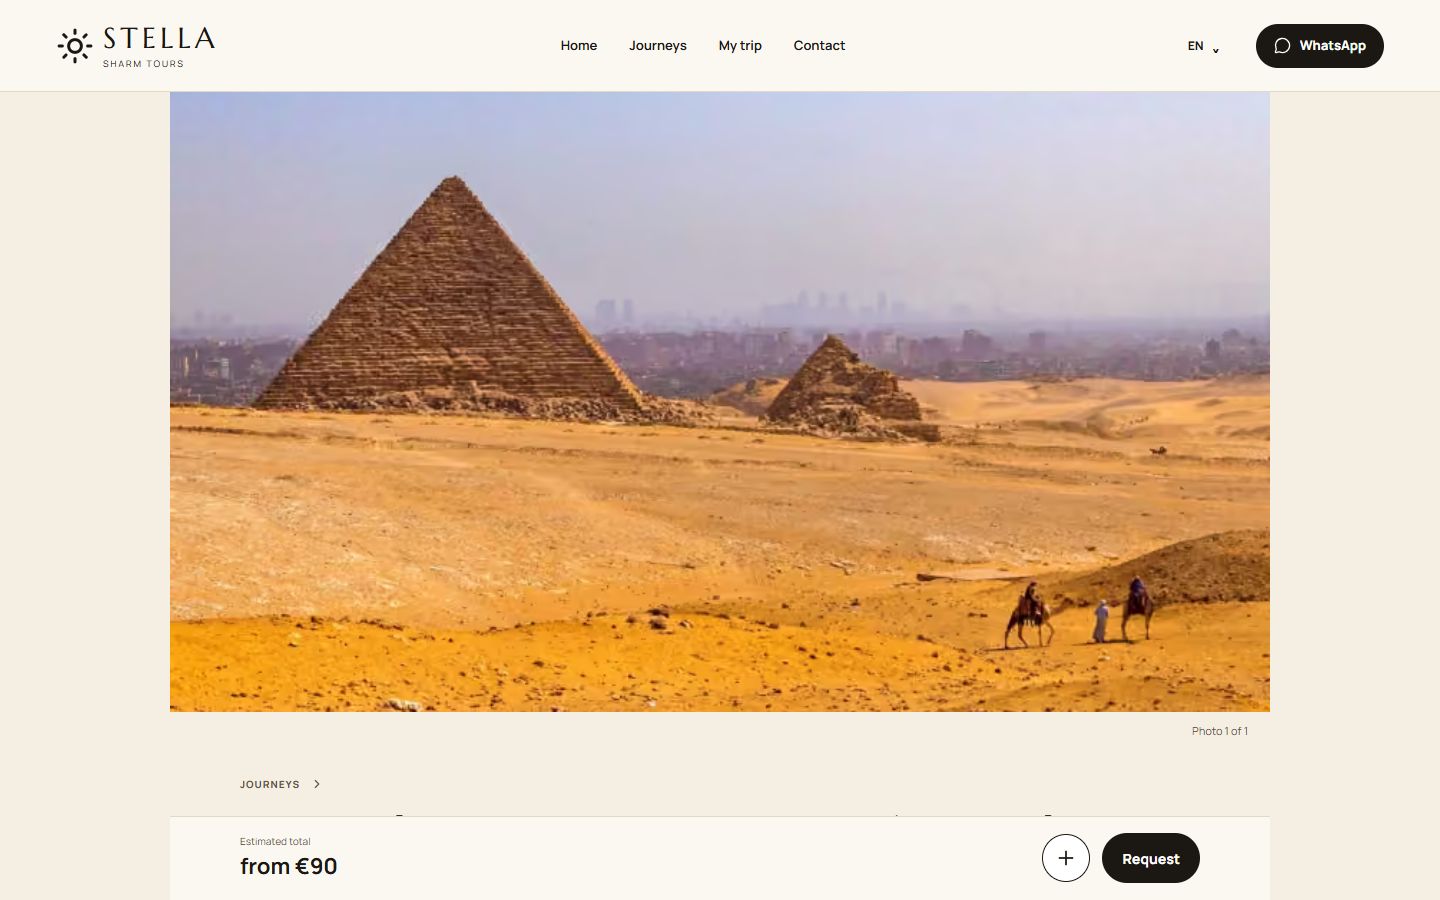 STELLA
SHARM TOURS
Home
Journeys
My trip
Contact
EN
WhatsApp
Photo 1 of 1
JOURNEYS
Estimated total
from €90
Request